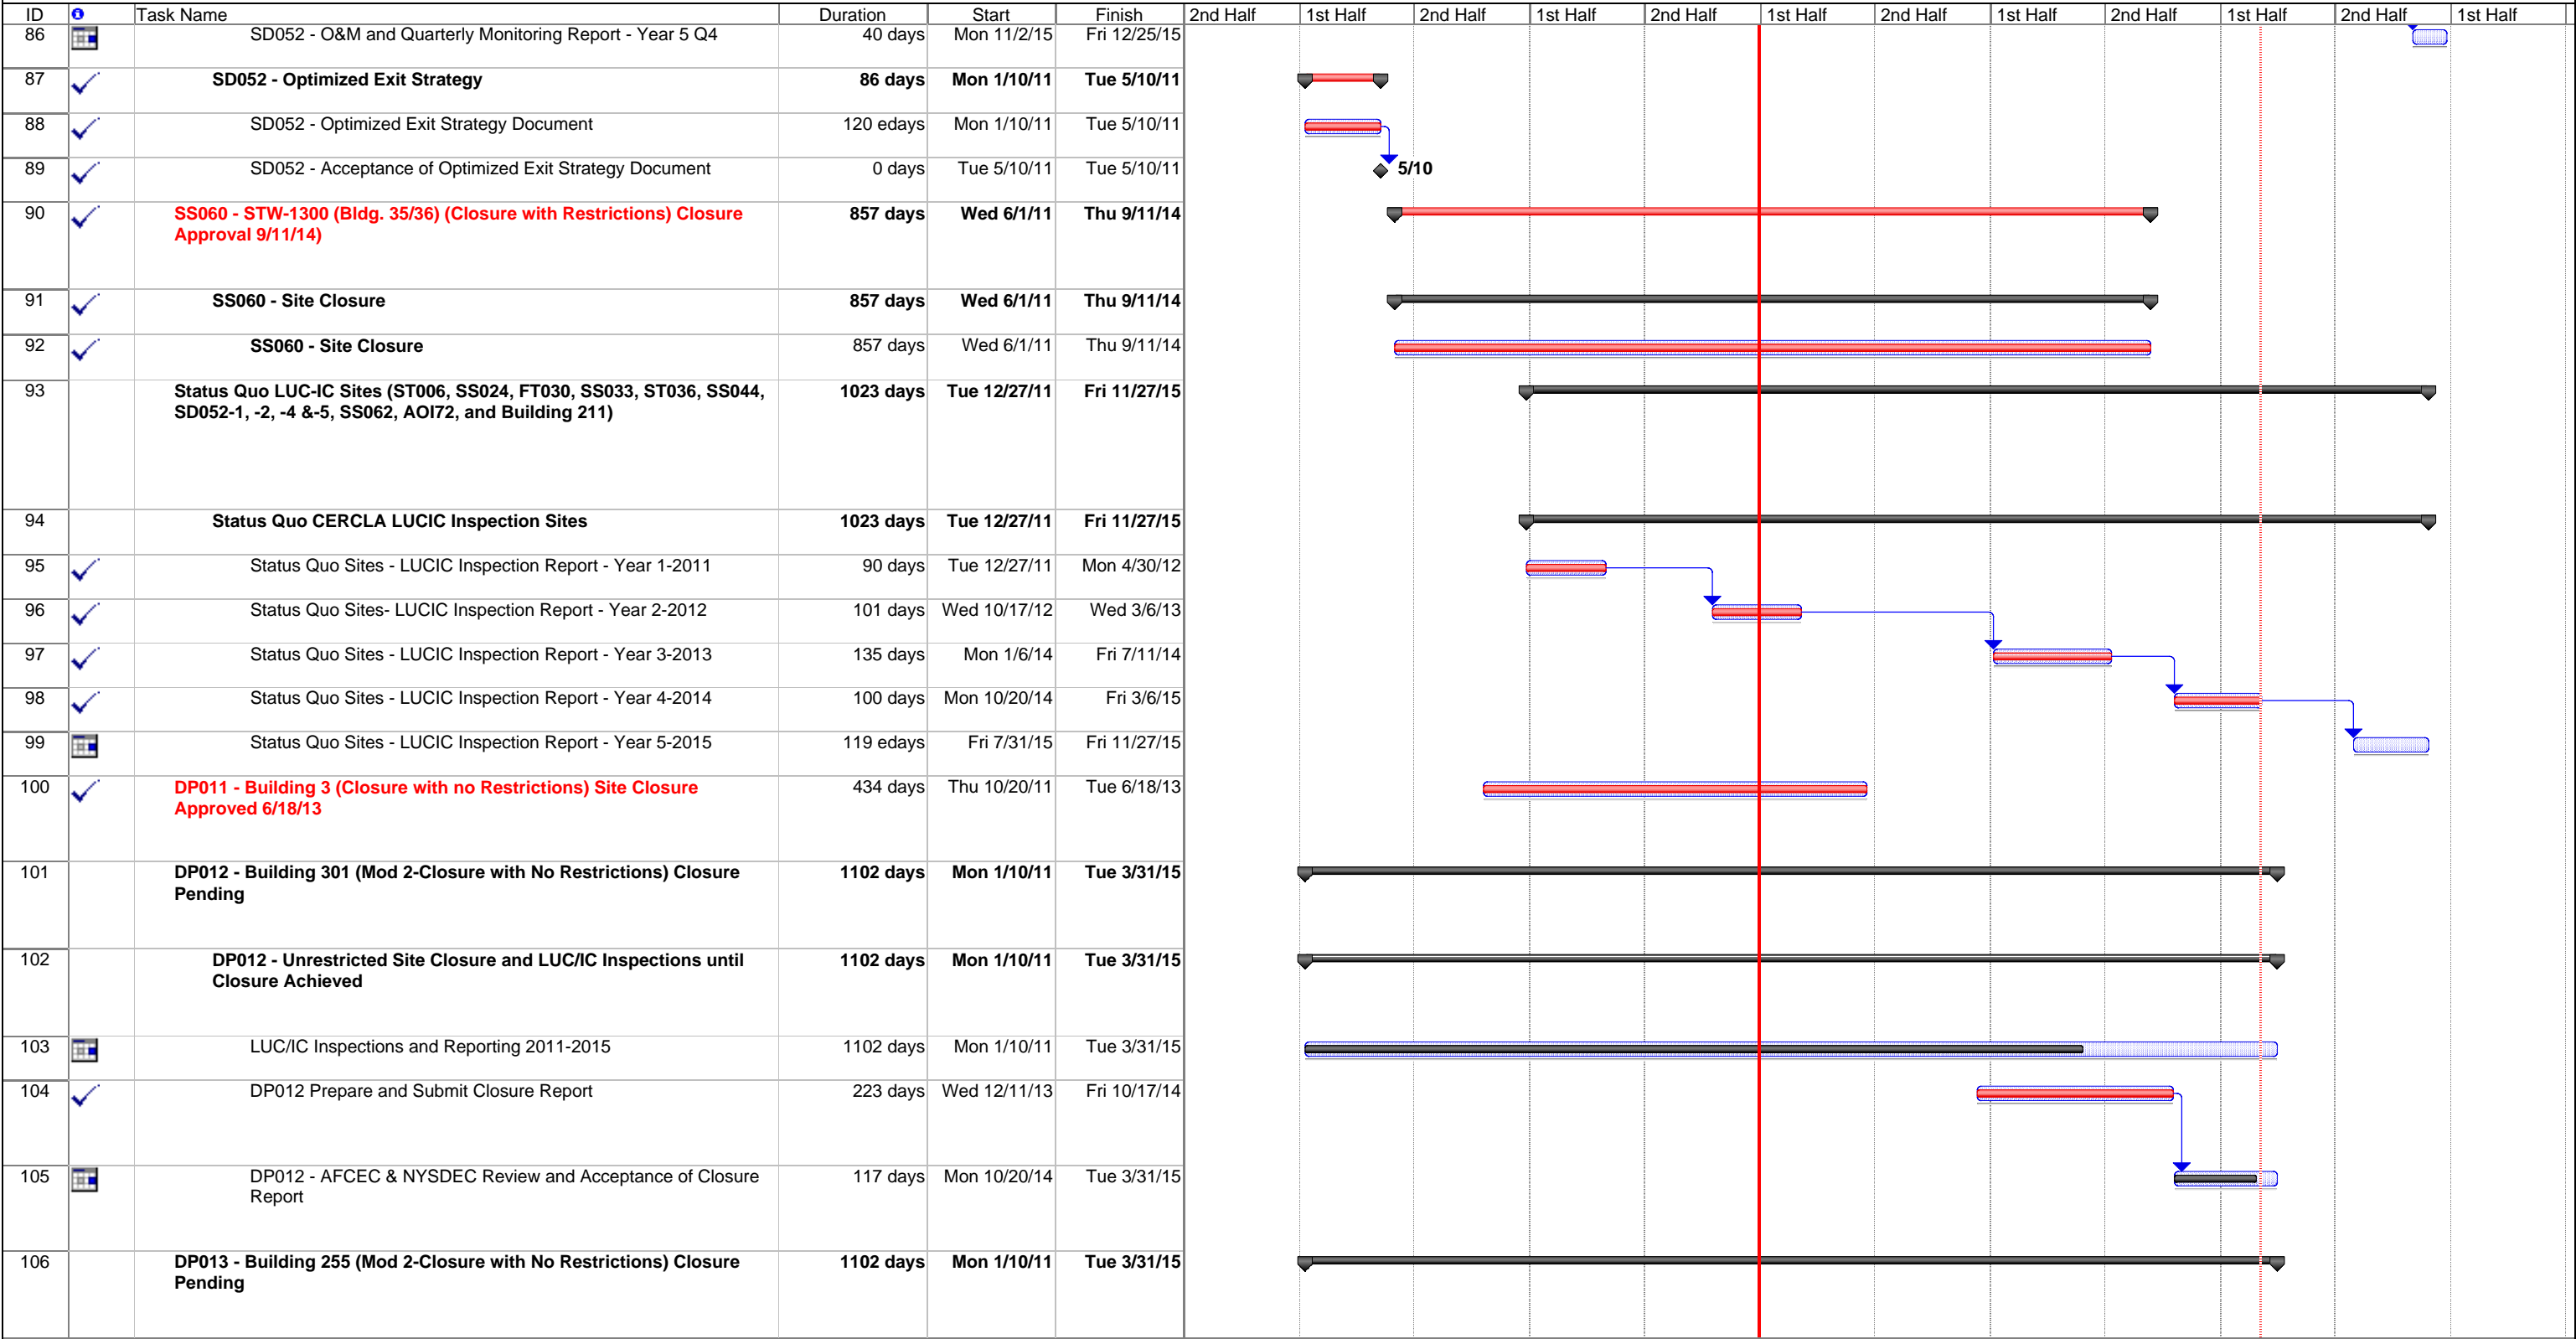 ID Task Name Duration Start Finish 2nd Half 1st Half 2nd Half 1st Half 2nd Half 1st Half 2nd Half 1st Half 2nd Half 1st Half 2nd Half 1st Half
86 SD052 - O&M and Quarterly Monitoring Report - Year 5 Q4 40 days Mon 11/2/15 Fri 12/25/15
87 SD052 - Optimized Exit Strategy 86 days Mon 1/10/11 Tue 5/10/11
88 SD052 - Optimized Exit Strategy Document 120 edays Mon 1/10/11 Tue 5/10/11
89 SD052 - Acceptance of Optimized Exit Strategy Document 0 days Tue 5/10/11 Tue 5/10/11 5/10
90 SS060 - STW-1300 (Bldg. 35/36) (Closure with Restrictions) Closure 857 days Wed 6/1/11 Thu 9/11/14
Approval 9/11/14)
91 SS060 - Site Closure 857 days Wed 6/1/11 Thu 9/11/14
92 SS060 - Site Closure 857 days Wed 6/1/11 Thu 9/11/14
93 Status Quo LUC-IC Sites (ST006, SS024, FT030, SS033, ST036, SS044, 1023 days Tue 12/27/11 Fri 11/27/15
SD052-1, -2, -4 &-5, SS062, AOI72, and Building 211)
94 Status Quo CERCLA LUCIC Inspection Sites 1023 days Tue 12/27/11 Fri 11/27/15
95 Status Quo Sites - LUCIC Inspection Report - Year 1-2011 90 days Tue 12/27/11 Mon 4/30/12
96 Status Quo Sites- LUCIC Inspection Report - Year 2-2012 101 days Wed 10/17/12 Wed 3/6/13
97 Status Quo Sites - LUCIC Inspection Report - Year 3-2013 135 days Mon 1/6/14 Fri 7/11/14
98 Status Quo Sites - LUCIC Inspection Report - Year 4-2014 100 days Mon 10/20/14 Fri 3/6/15
99 Status Quo Sites - LUCIC Inspection Report - Year 5-2015 119 edays Fri 7/31/15 Fri 11/27/15
100 DP011 - Building 3 (Closure with no Restrictions) Site Closure 434 days Thu 10/20/11 Tue 6/18/13
Approved 6/18/13
101 DP012 - Building 301 (Mod 2-Closure with No Restrictions) Closure 1102 days Mon 1/10/11 Tue 3/31/15
Pending
102 DP012 - Unrestricted Site Closure and LUC/IC Inspections until 1102 days Mon 1/10/11 Tue 3/31/15
Closure Achieved
103 LUC/IC Inspections and Reporting 2011-2015 1102 days Mon 1/10/11 Tue 3/31/15
104 DP012 Prepare and Submit Closure Report 223 days Wed 12/11/13 Fri 10/17/14
105 DP012 - AFCEC & NYSDEC Review and Acceptance of Closure 117 days Mon 10/20/14 Tue 3/31/15
Report
106 DP013 - Building 255 (Mod 2-Closure with No Restrictions) Closure 1102 days Mon 1/10/11 Tue 3/31/15
Pending